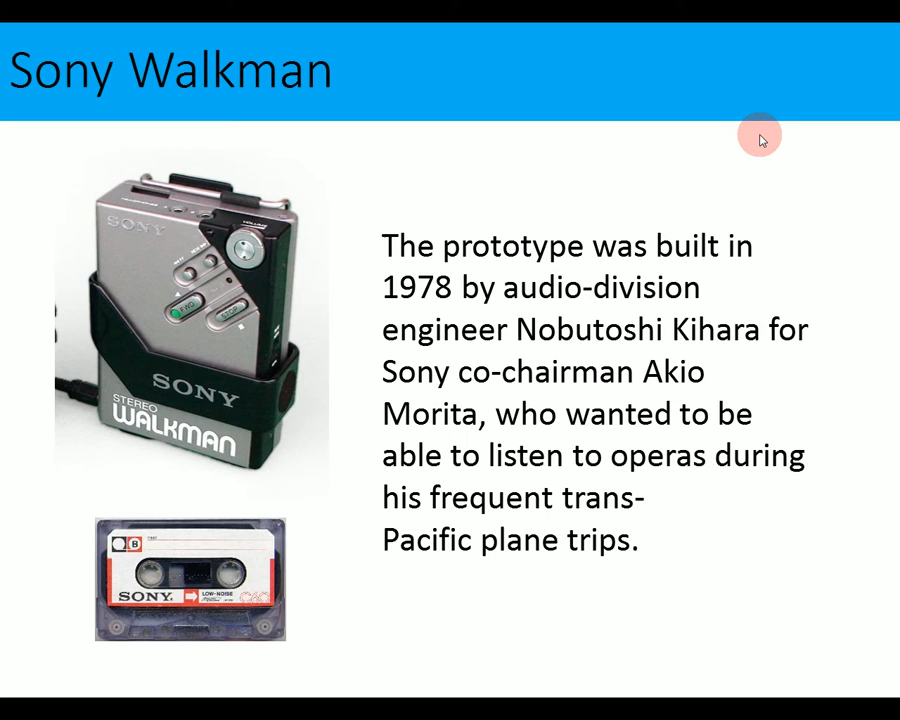 Sony Walkman
SONY
FWD
STOP
SONY
STEREO
WALKMAN
The prototype was built in
1978 by audio-division
engineer Nobutoshi Kihara for
Sony co-chairman Akio
Morita, who wanted to be
able to listen to operas during
his frequent trans-
Pacific plane trips.
B
SONY.
LOW-NOISE
C60